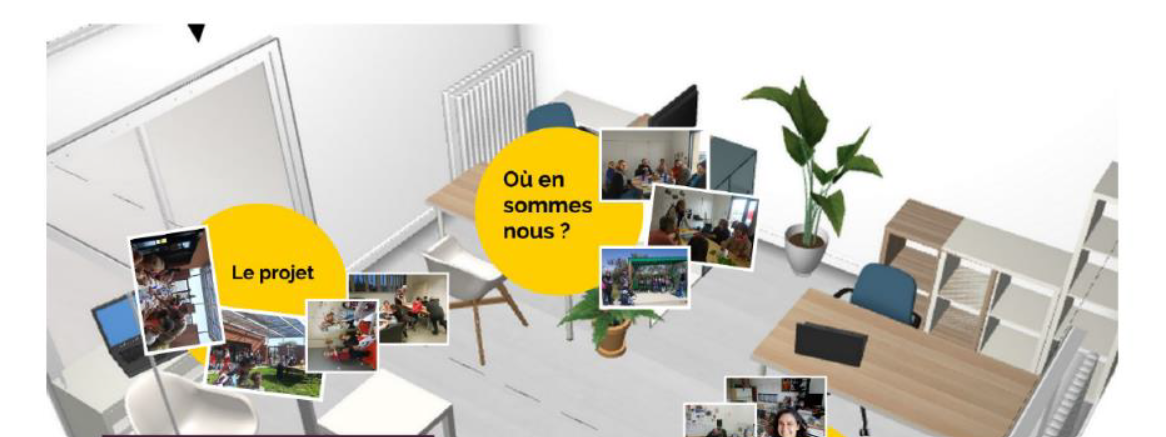 Où en
sommes
nous ?
Le projet